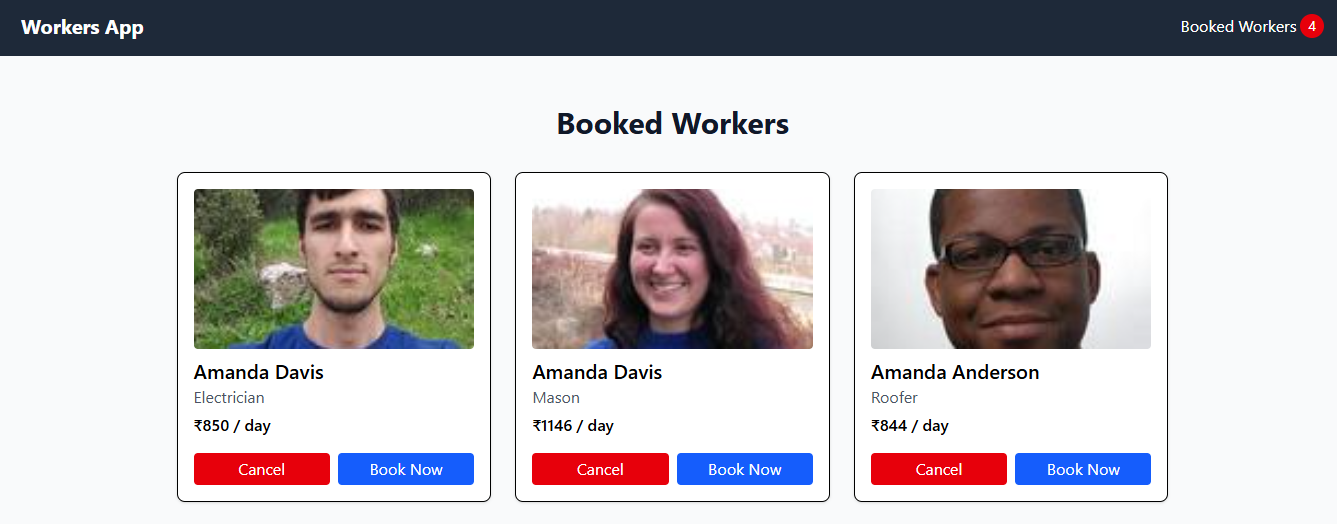 Workers App
Booked Workers 4
Booked Workers
Amanda Davis
Electrician
₹850 / day
Cancel
Book Now
Amanda Davis
Mason
₹1146 / day
Cancel
Book Now
Amanda Anderson
Roofer
₹844 / day
Cancel
Book Now